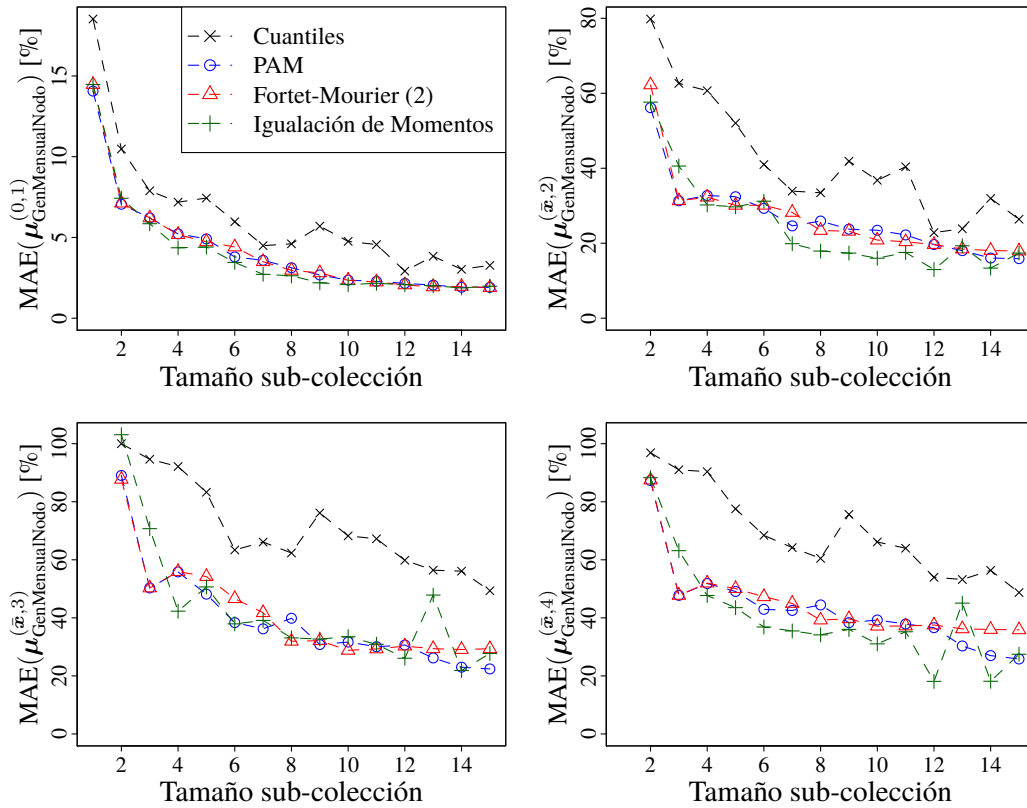 MAE(μ^(0,1)_GenMensualNodo) [%]
0 5 10 15
2 4 6 8 10 12 14
Tamaño sub-colección
Cuantiles
PAM
Fortet-Mourier (2)
Igualación de Momentos
MAE(μ^(x̄,2)_GenMensualNodo) [%]
0 20 40 60 80
2 4 6 8 10 12 14
Tamaño sub-colección
MAE(μ^(x̄,3)_GenMensualNodo) [%]
0 20 40 60 80 100
2 4 6 8 10 12 14
Tamaño sub-colección
MAE(μ^(x̄,4)_GenMensualNodo) [%]
0 20 40 60 80 100
2 4 6 8 10 12 14
Tamaño sub-colección